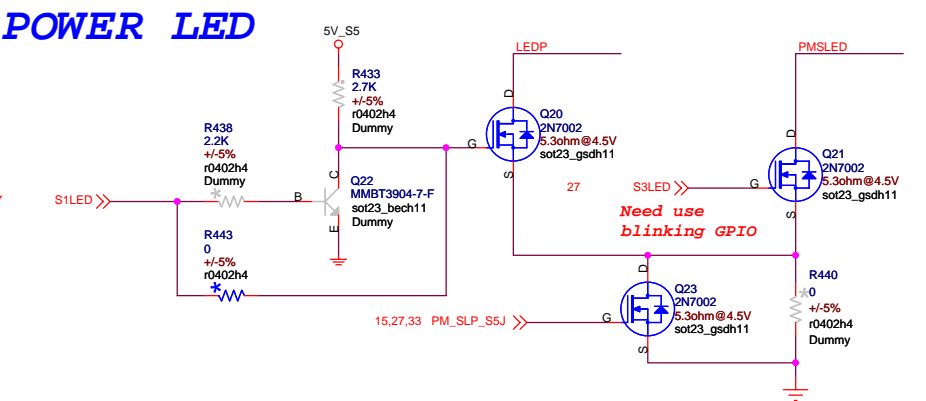 POWER LED
5V_S5
R433
2.7K
+/-5%
r0402h4
Dummy
R438
2.2K
+/-5%
r0402h4
Dummy
S1LED
B
C
E
Q22
MMBT3904-7-F
sot23_bech11
Dummy
R443
0
+/-5%
r0402h4
LEDP
D
G
S
Q20
2N7002
5.3ohm@4.5V
sot23_gsdh11
PMSLED
D
G
S
Q21
2N7002
5.3ohm@4.5V
sot23_gsdh11
27
S3LED
Need use
blinking GPIO
15,27,33 PM_SLP_S5J
D
G
S
Q23
2N7002
5.3ohm@4.5V
sot23_gsdh11
R440
0
+/-5%
r0402h4
Dummy